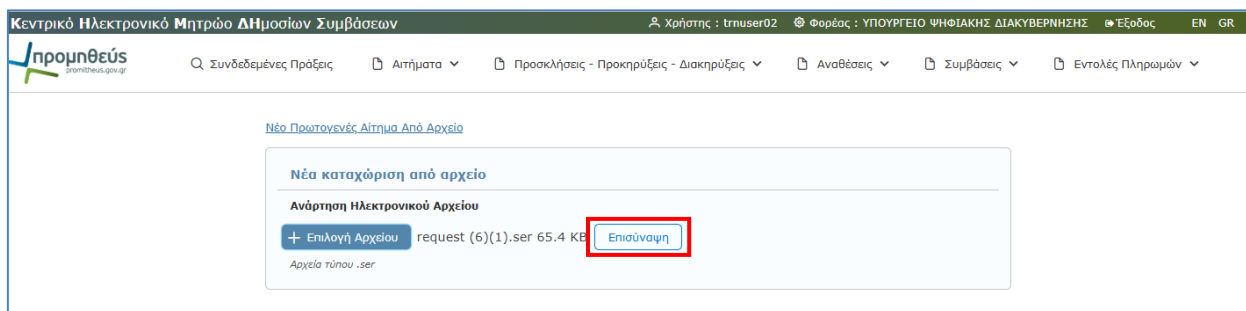 Κεντρικό Ηλεκτρονικό Μητρώο ΔΗμοσίων Συμβάσεων Χρήστης : trnuser02 Φορέας : ΥΠΟΥΡΓΕΙΟ ΨΗΦΙΑΚΗΣ ΔΙΑΚΥΒΕΡΝΗΣΗΣ Έξοδος EN GR
προμηθεύς
promitheus.gov.gr
Συνδεδεμένες Πράξεις Αιτήματα Προσκλήσεις - Προκηρύξεις - Διακηρύξεις Αναθέσεις Συμβάσεις Εντολές Πληρωμών
Νέο Πρωτογενές Αίτημα Από Αρχείο
Νέα καταχώριση από αρχείο
Ανάρτηση Ηλεκτρονικού Αρχείου
+ Επιλογή Αρχείου request (6)(1).ser 65.4 KB Επισύναψη
Αρχεία τύπου .ser